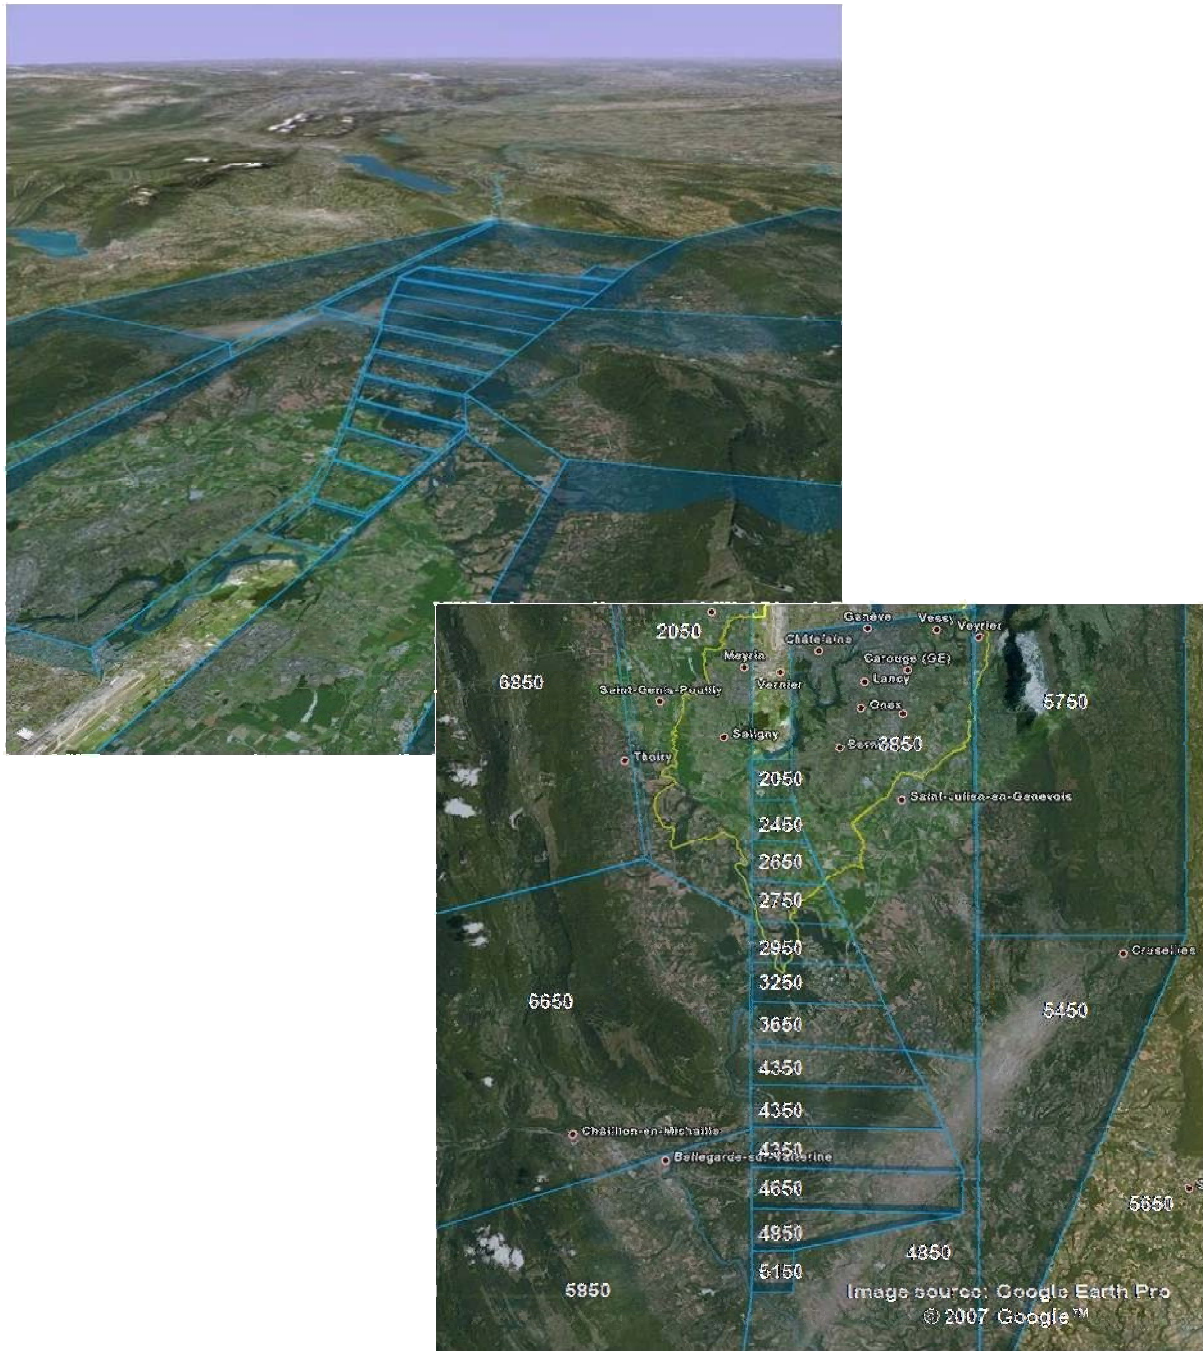 Genève
Vessy
Veyrier
2050
Châtelaine
Meyrin
Carouge (GE)
6850
Vernier
Lancy
Saint-Genis-Pouilly
5750
Onex
Satigny
3850
Thoiry
2050
Saint-Julien-en-Genevois
2450
2650
2750
2950
Cruseilles
3250
6650
5450
3650
4350
4350
Châtillon-en-Michaille
4350
Bellegarde-sur-Valserine
4650
5650
4850
4850
5150
5850
Image source: Google Earth Pro
© 2007 Google™